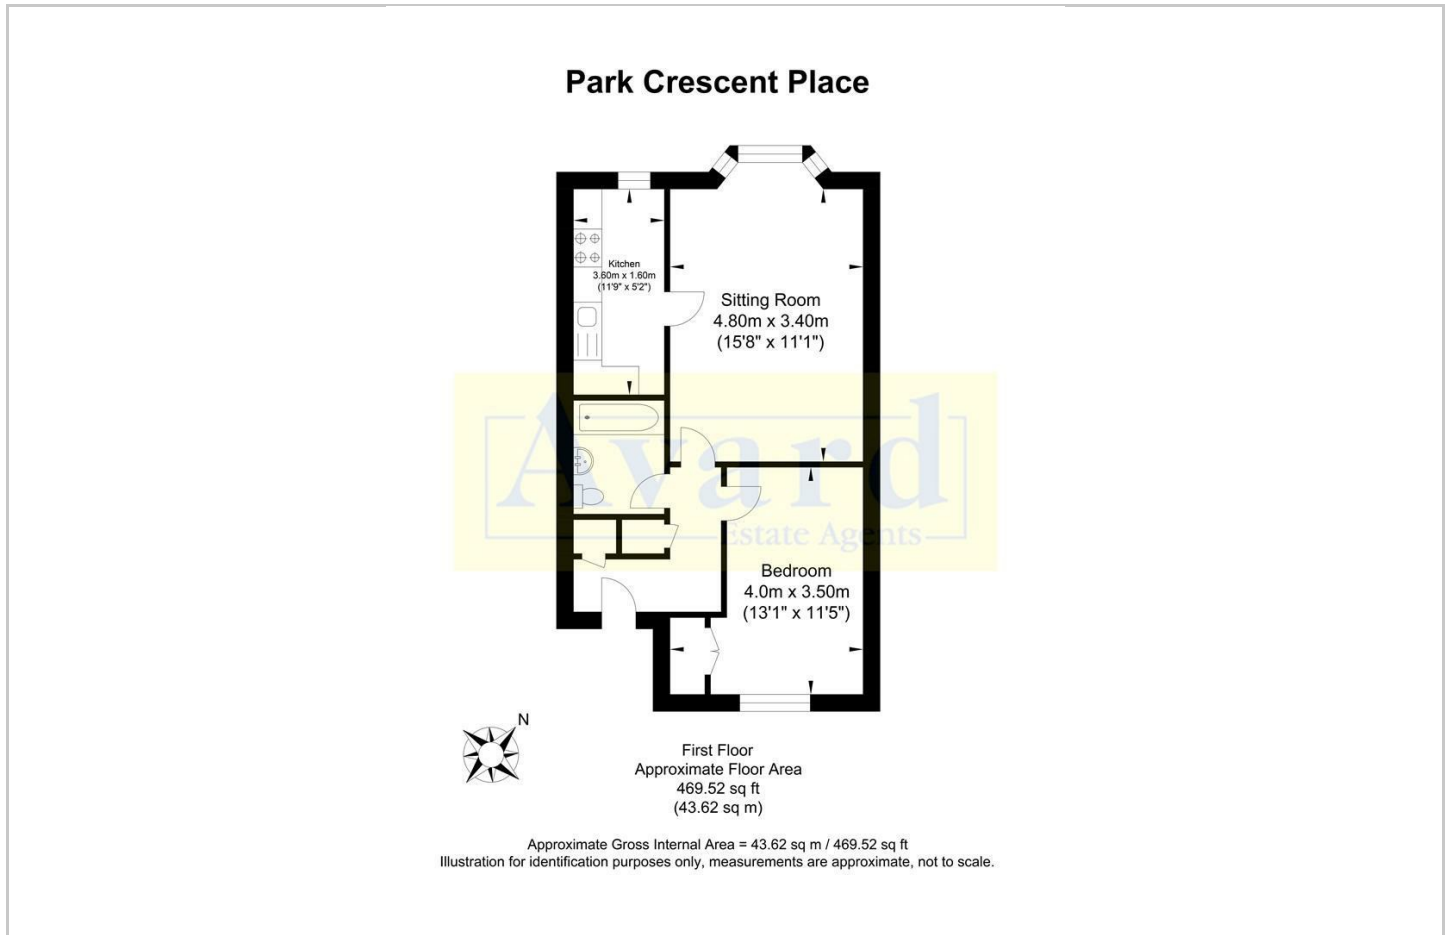 Park Crescent Place
Kitchen
3.60m x 1.60m
(11'9" x 5'2")
Sitting Room
4.80m x 3.40m
(15'8" x 11'1")
Avard
Estate Agents
Bedroom
4.0m x 3.50m
(13'1" x 11'5")
N
First Floor
Approximate Floor Area
469.52 sq ft
(43.62 sq m)
Approximate Gross Internal Area = 43.62 sq m / 469.52 sq ft
Illustration for identification purposes only, measurements are approximate, not to scale.